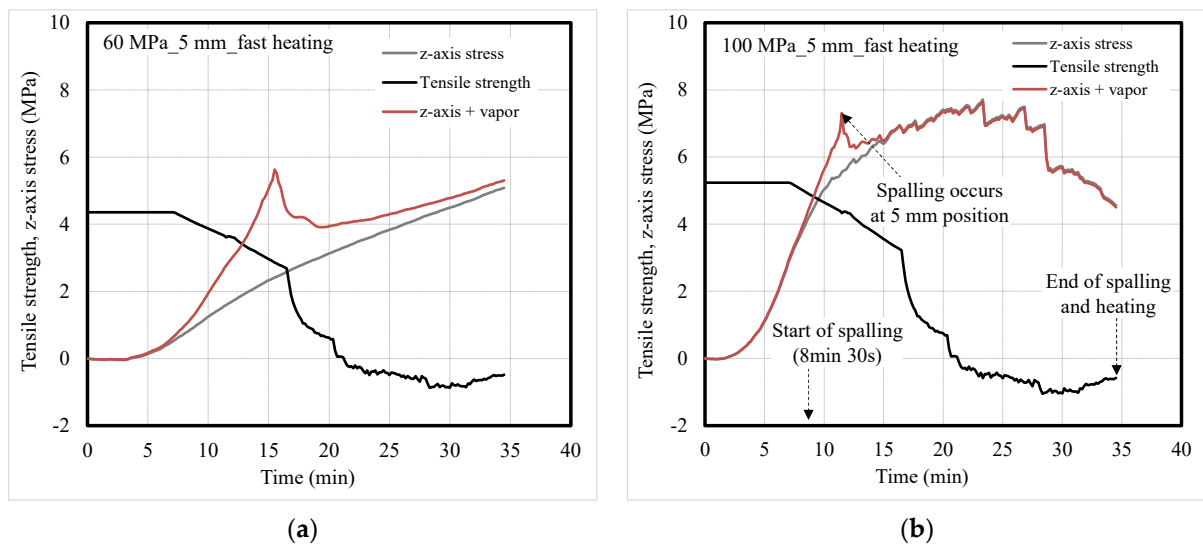 60 MPa_5 mm_fast heating
z-axis stress
Tensile strength
z-axis + vapor
Tensile strength, z-axis stress (MPa)
10
8
6
4
2
0
-2
0 5 10 15 20 25 30 35 40
Time (min)
(a)
100 MPa_5 mm_fast heating
z-axis stress
Tensile strength
z-axis + vapor
Tensile strength, z-axis stress (MPa)
10
8
6
4
2
0
-2
Spalling occurs
at 5 mm position
End of spalling
and heating
Start of spalling
(8min 30s)
0 5 10 15 20 25 30 35 40
Time (min)
(b)